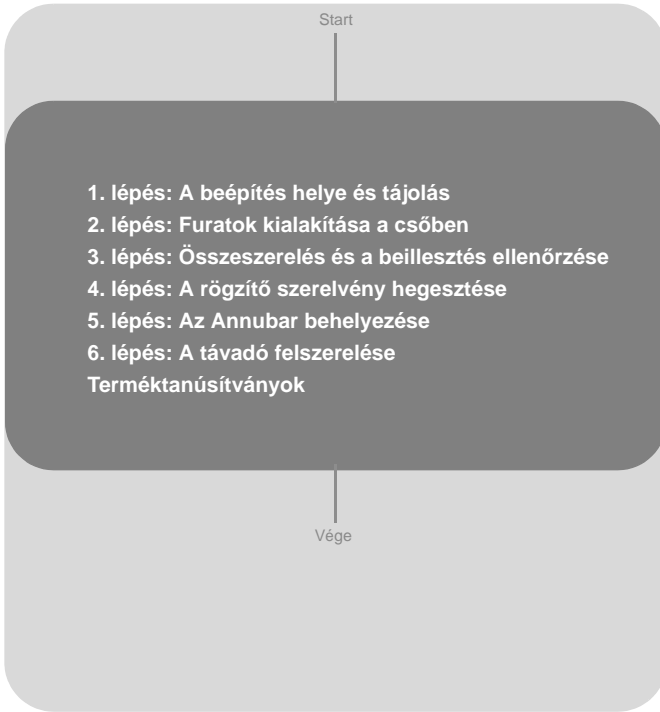 Start
1. lépés: A beépítés helye és tájolás
2. lépés: Furatok kialakítása a csőben
3. lépés: Összeszerelés és a beillesztés ellenőrzése
4. lépés: A rögzítő szerelvény hegesztése
5. lépés: Az Annubar behelyezése
6. lépés: A távadó felszerelése
Terméktanúsítványok
Vége